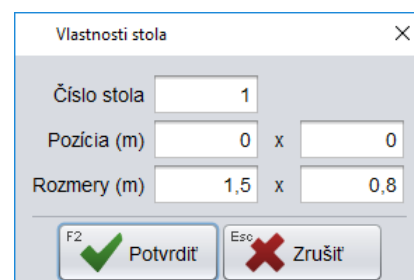 Vlastnosti stola
Číslo stola 1
Pozícia (m) 0 x 0
Rozmery (m) 1,5 x 0,8
F2 Potvrdiť Esc Zrušiť